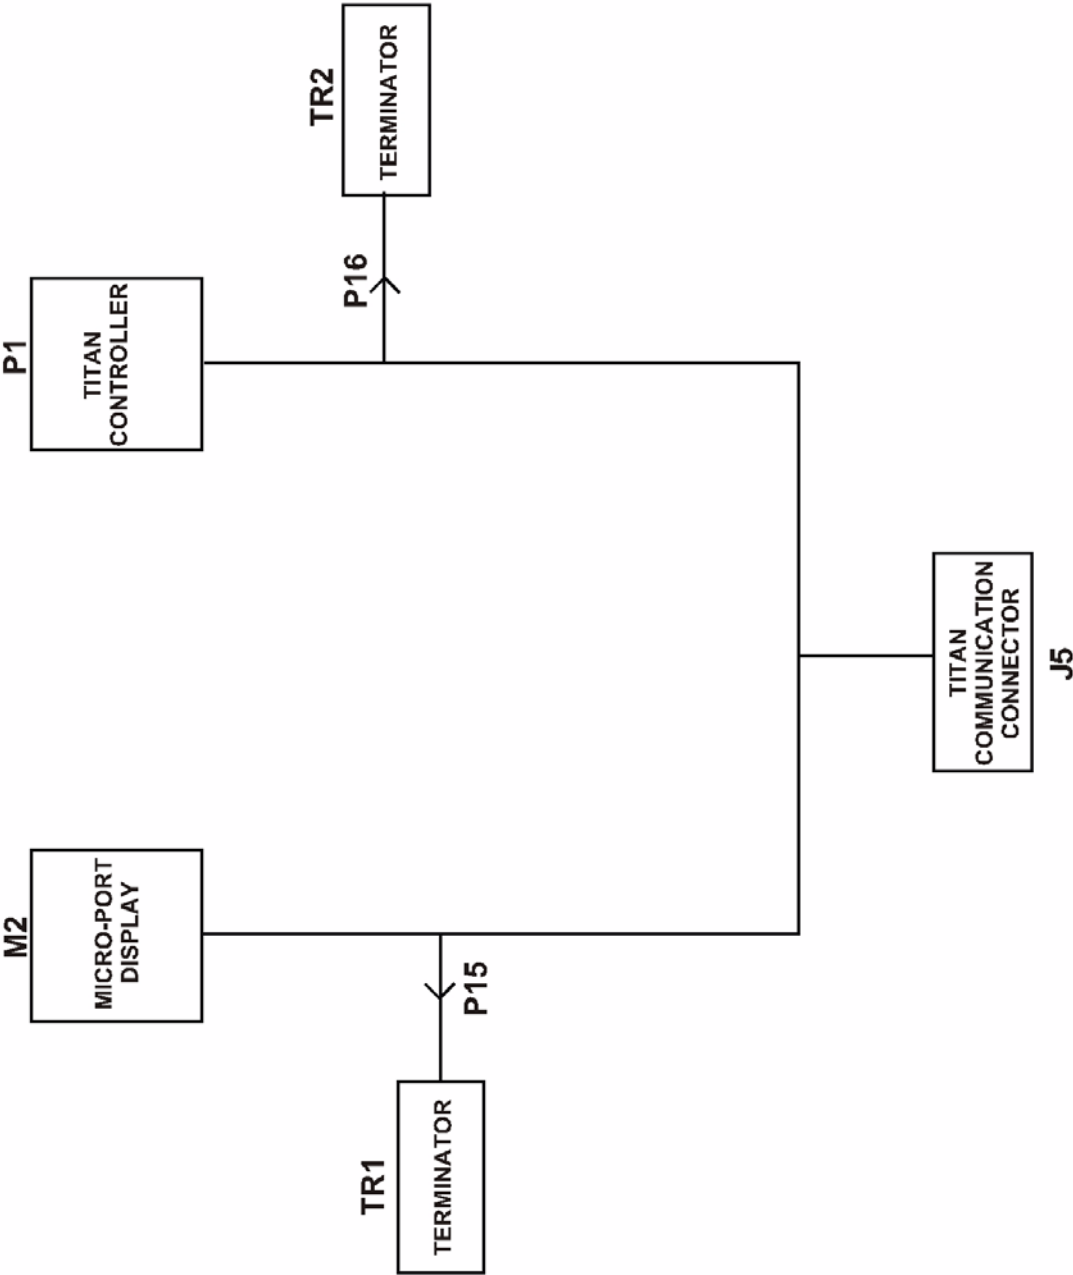 TR2
TERMINATOR
P16
P1
TITAN
CONTROLLER
TITAN
COMMUNICATION
CONNECTOR
J5
M2
MICRO-PORT
DISPLAY
P15
TR1
TERMINATOR